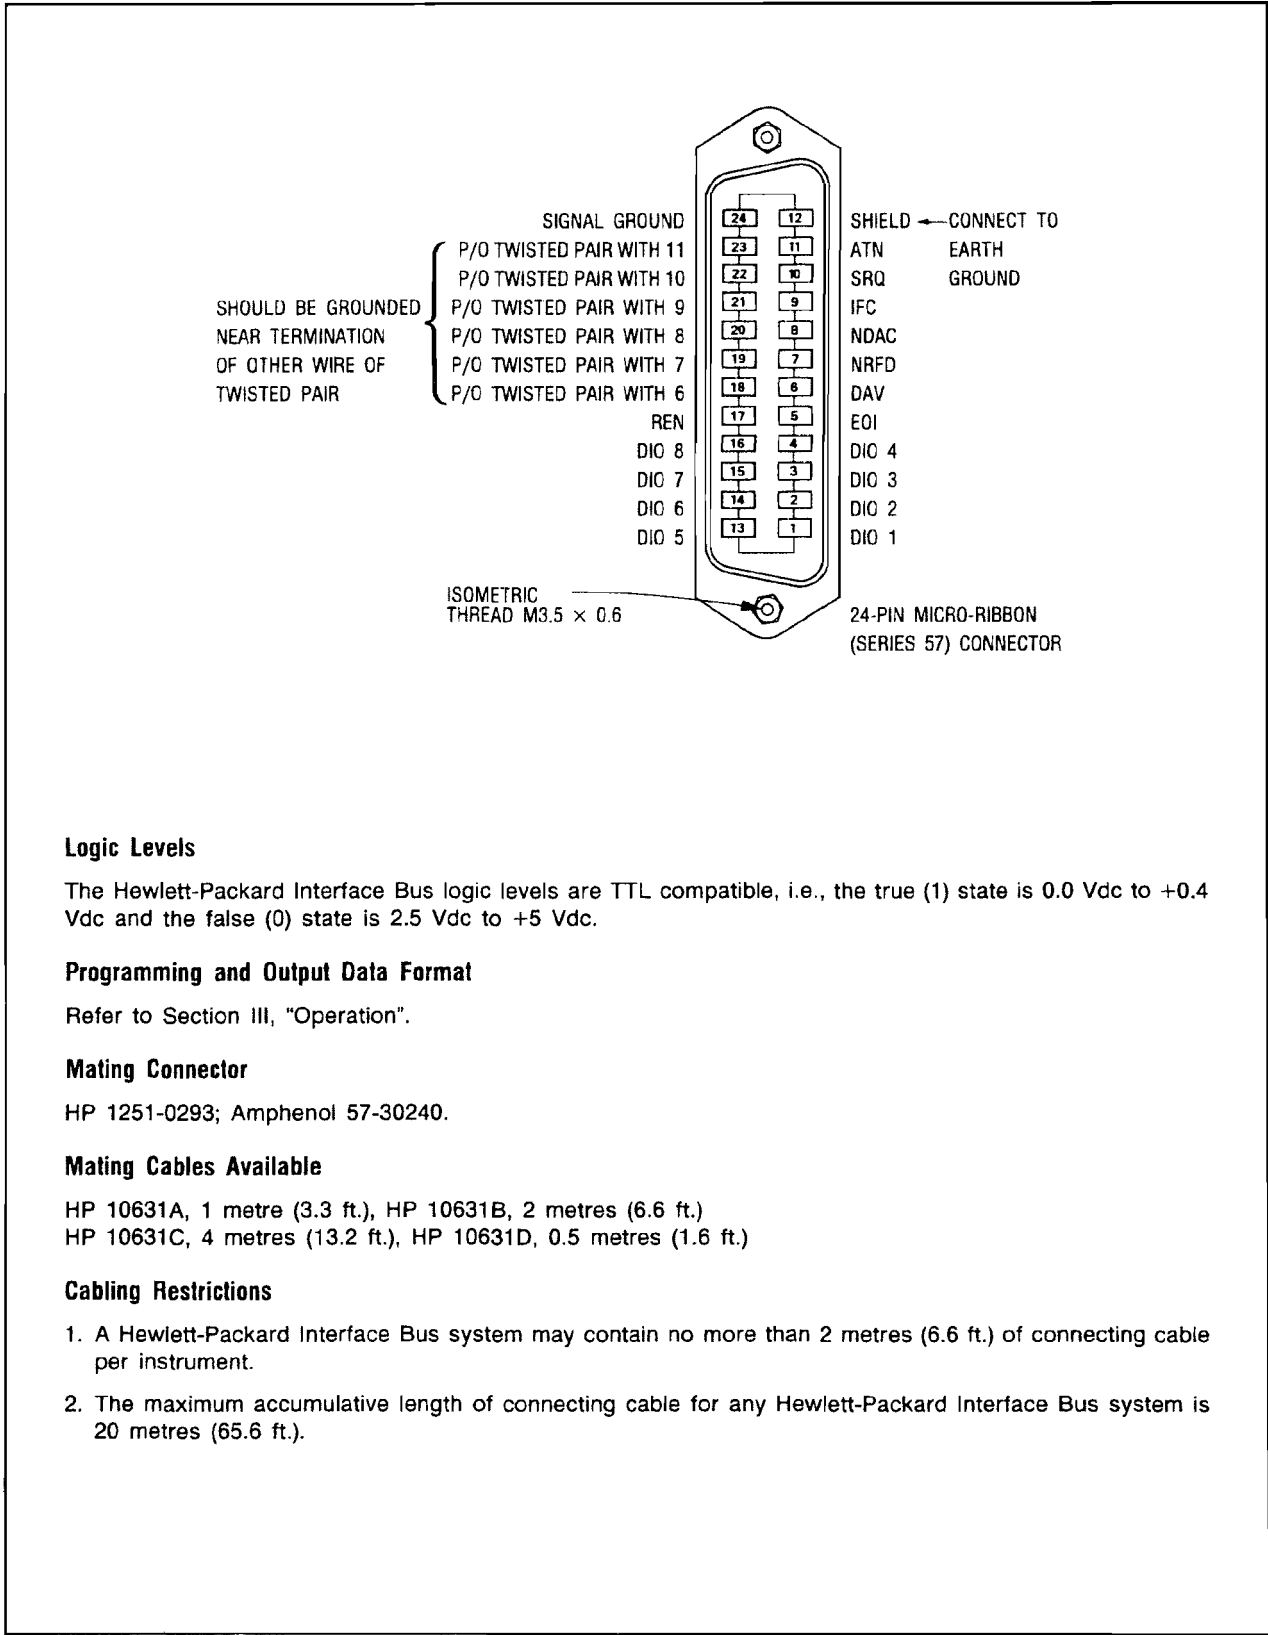 SIGNAL GROUND 24 12 SHIELD ← CONNECT TO
P/O TWISTED PAIR WITH 11 23 11 ATN EARTH
P/O TWISTED PAIR WITH 10 22 10 SRQ GROUND
SHOULD BE GROUNDED P/O TWISTED PAIR WITH 9 21 9 IFC
NEAR TERMINATION P/O TWISTED PAIR WITH 8 20 8 NDAC
OF OTHER WIRE OF P/O TWISTED PAIR WITH 7 19 7 NRFD
TWISTED PAIR P/O TWISTED PAIR WITH 6 18 6 DAV
REN 17 5 EOI
DIO 8 16 4 DIO 4
DIO 7 15 3 DIO 3
DIO 6 14 2 DIO 2
DIO 5 13 1 DIO 1
ISOMETRIC
THREAD M3.5 × 0.6 24-PIN MICRO-RIBBON
(SERIES 57) CONNECTOR
Logic Levels
The Hewlett-Packard Interface Bus logic levels are TTL compatible, i.e., the true (1) state is 0.0 Vdc to +0.4
Vdc and the false (0) state is 2.5 Vdc to +5 Vdc.
Programming and Output Data Format
Refer to Section III, "Operation".
Mating Connector
HP 1251-0293; Amphenol 57-30240.
Mating Cables Available
HP 10631A, 1 metre (3.3 ft.), HP 10631B, 2 metres (6.6 ft.)
HP 10631C, 4 metres (13.2 ft.), HP 10631D, 0.5 metres (1.6 ft.)
Cabling Restrictions
1. A Hewlett-Packard Interface Bus system may contain no more than 2 metres (6.6 ft.) of connecting cable
per instrument.
2. The maximum accumulative length of connecting cable for any Hewlett-Packard Interface Bus system is
20 metres (65.6 ft.).